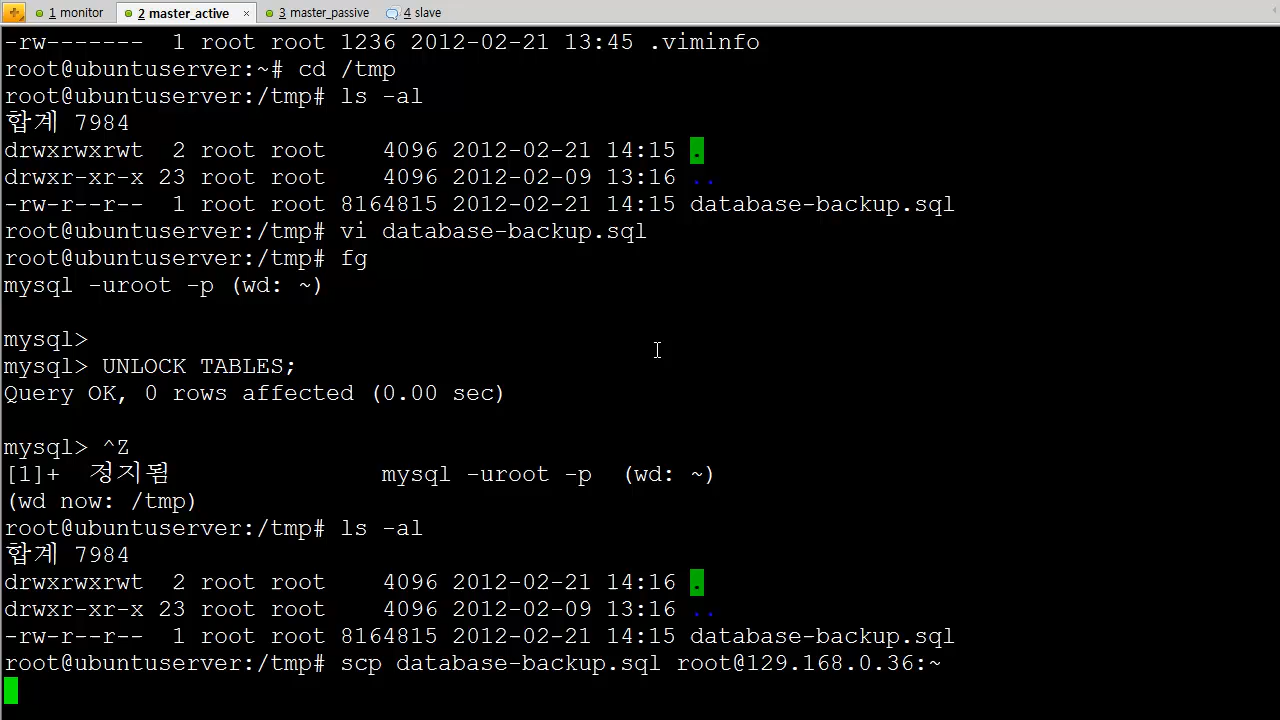 1 monitor 2 master_active × 3 master_passive 4 slave
-rw------- 1 root root 1236 2012-02-21 13:45 .viminfo
root@ubuntuserver:~# cd /tmp
root@ubuntuserver:/tmp# ls -al
합계 7984
drwxrwxrwt 2 root root 4096 2012-02-21 14:15 .
drwxr-xr-x 23 root root 4096 2012-02-09 13:16 ..
-rw-r--r-- 1 root root 8164815 2012-02-21 14:15 database-backup.sql
root@ubuntuserver:/tmp# vi database-backup.sql
root@ubuntuserver:/tmp# fg
mysql -uroot -p (wd: ~)
mysql>
mysql> UNLOCK TABLES;
Query OK, 0 rows affected (0.00 sec)
mysql> ^Z
[1]+ 정지됨 mysql -uroot -p (wd: ~)
(wd now: /tmp)
root@ubuntuserver:/tmp# ls -al
합계 7984
drwxrwxrwt 2 root root 4096 2012-02-21 14:16 .
drwxr-xr-x 23 root root 4096 2012-02-09 13:16 ..
-rw-r--r-- 1 root root 8164815 2012-02-21 14:15 database-backup.sql
root@ubuntuserver:/tmp# scp database-backup.sql root@129.168.0.36:~